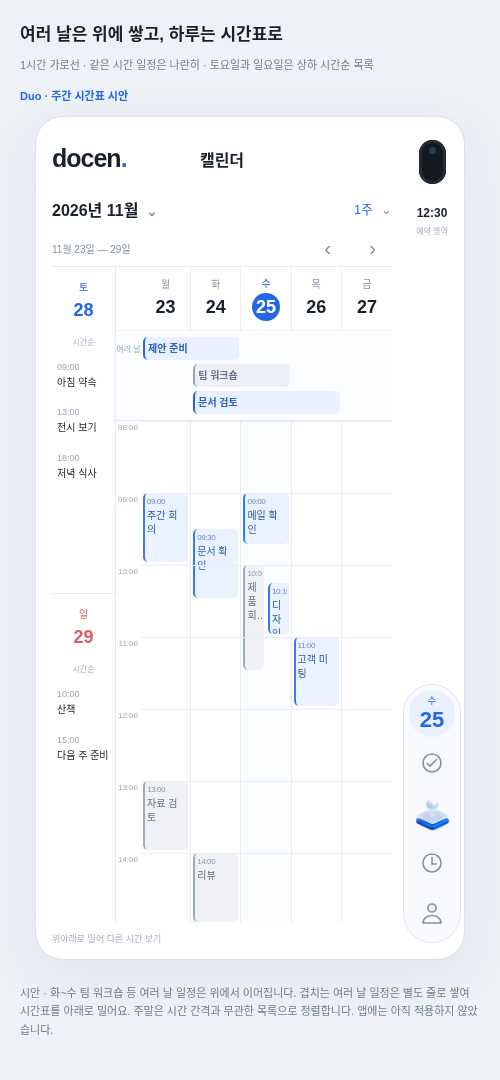 여러 날은 위에 쌓고, 하루는 시간표로
1시간 가로선 · 같은 시간 일정은 나란히 · 토요일과 일요일은 상하 시간순 목록
Duo · 주간 시간표 시안
docen.
캘린더
12:30
예약 영역
2026년 11월
1주
11월 23일 — 29일
토
28
시간순
09:00
아침 약속
13:00
전시 보기
18:00
저녁 식사
일
29
시간순
10:00
산책
15:00
다음 주 준비
월
23
화
24
수
25
목
26
금
27
여러 날
제안 준비
팀 워크숍
문서 검토
08:00
09:00
10:00
11:00
12:00
13:00
14:00
09:00
주간 회
의
09:30
문서 확
인
09:00
메일 확
인
10:0
제
품
회…
10:1
디
자
인
11:00
고객 미
팅
13:00
자료 검
토
14:00
리뷰
수
25
위아래로 밀어 다른 시간 보기
시안 · 화~수 팀 워크숍 등 여러 날 일정은 위에서 이어집니다. 겹치는 여러 날 일정은 별도 줄로 쌓여
시간표를 아래로 밀어요. 주말은 시간 간격과 무관한 목록으로 정렬합니다. 앱에는 아직 적용하지 않았
습니다.